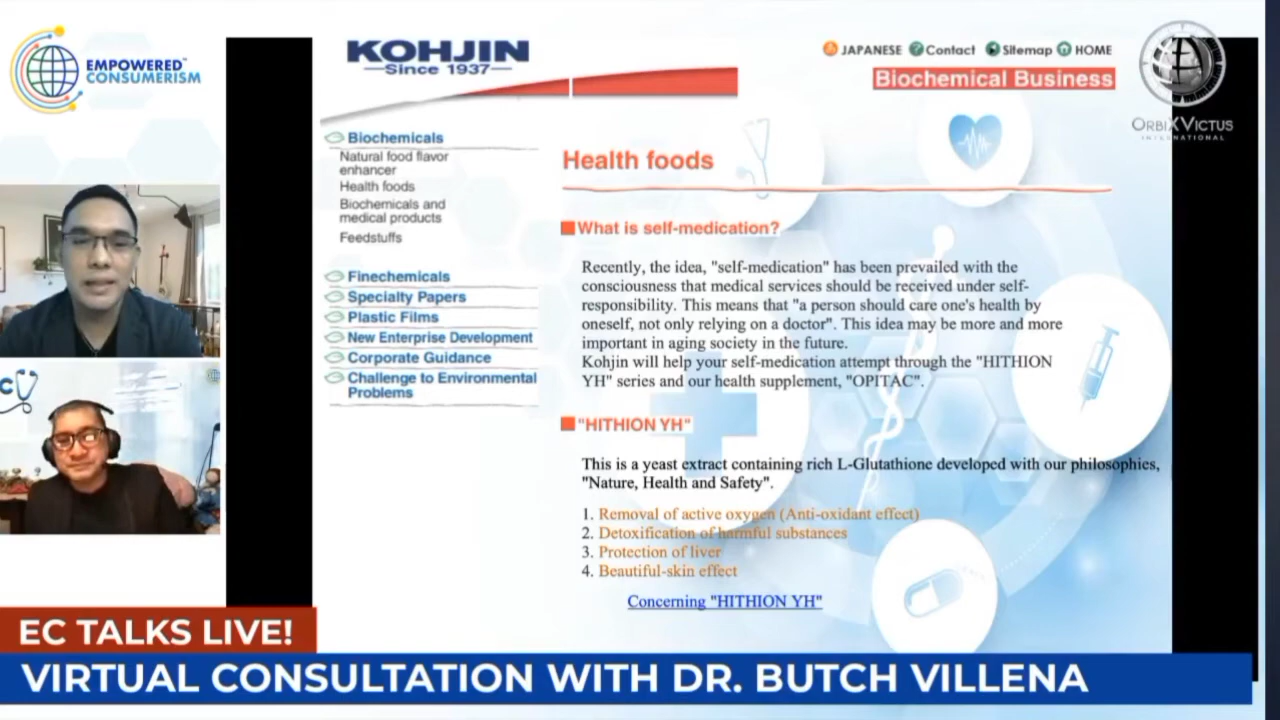 EMPOWERED™
CONSUMERISM
KOHJIN
Since 1937
JAPANESE Contact Sitemap HOME
Biochemical Business
ORBIXVICTUS
INTERNATIONAL
Biochemicals
Natural food flavor
enhancer
Health foods
Biochemicals and
medical products
Feedstuffs
Finechemicals
Specialty Papers
Plastic Films
New Enterprise Development
Corporate Guidance
Challenge to Environmental
Problems
Health foods
What is self-medication?
Recently, the idea, "self-medication" has been prevailed with the
consciousness that medical services should be received under self-
responsibility. This means that "a person should care one's health by
oneself, not only relying on a doctor". This idea may be more and more
important in aging society in the future.
Kohjin will help your self-medication attempt through the "HITHION
YH" series and our health supplement, "OPITAC".
"HITHION YH"
This is a yeast extract containing rich L-Glutathione developed with our philosophies,
"Nature, Health and Safety".
1. Removal of active oxygen (Anti-oxidant effect)
2. Detoxification of harmful substances
3. Protection of liver
4. Beautiful-skin effect
Concerning "HITHION YH"
C
EC TALKS LIVE!
VIRTUAL CONSULTATION WITH DR. BUTCH VILLENA